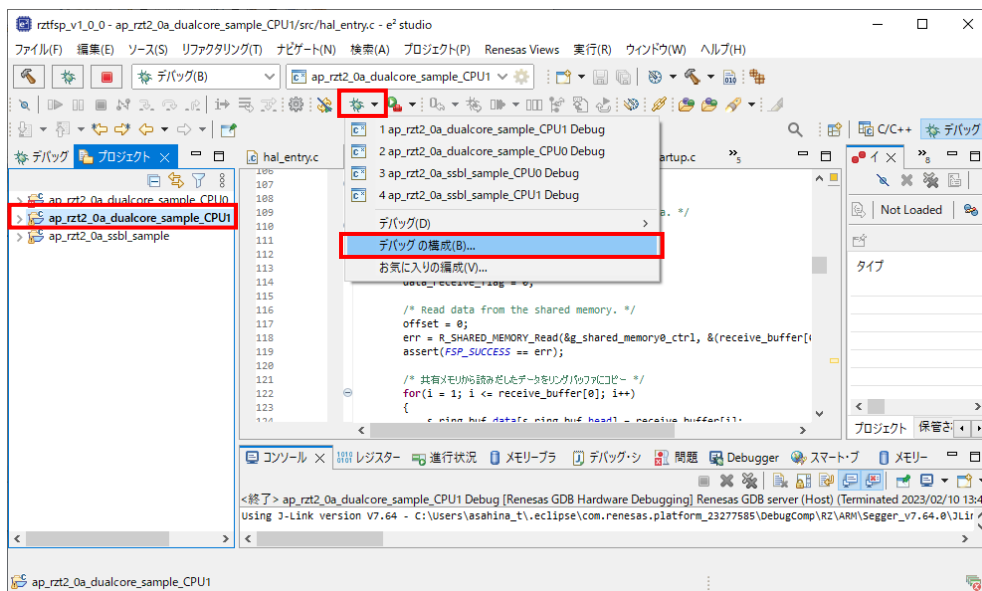 rztfsp_v1_0_0 - ap_rzt2_0a_dualcore_sample_CPU1/src/hal_entry.c - e² studio
ファイル(F) 編集(E) ソース(S) リファクタリング(T) ナビゲート(N) 検索(A) プロジェクト(P) Renesas Views 実行(R) ウィンドウ(W) ヘルプ(H)
デバッグ(B) ap_rzt2_0a_dualcore_sample_CPU1
C/C++ デバッグ
デバッグ プロジェクト hal_entry.c artup.c »5 »8
1 ap_rzt2_0a_dualcore_sample_CPU1 Debug
2 ap_rzt2_0a_dualcore_sample_CPU0 Debug
3 ap_rzt2_0a_ssbl_sample_CPU0 Debug
4 ap_rzt2_0a_ssbl_sample_CPU1 Debug
デバッグ(D)
デバッグ の構成(B)...
お気に入りの編成(V)...
ap_rzt2_0a_dualcore_sample_CPU0
ap_rzt2_0a_dualcore_sample_CPU1
ap_rzt2_0a_ssbl_sample
106
107
108
109 a. */
110
111
112
113
114 data_receive_flag = 0;
115
116 /* Read data from the shared memory. */
117 offset = 0;
118 err = R_SHARED_MEMORY_Read(&g_shared_memory0_ctrl, &(receive_buffer[
119 assert(FSP_SUCCESS == err);
120
121 /* 共有メモリから読みだしたデータをリングバッファにコピー */
122 for(i = 1; i <= receive_buffer[0]; i++)
123 {
124 s_ring_buf.data[s_ring_buf.head] = receive_buffer[i];
Not Loaded
タイプ
プロジェクト 保管さ
コンソール レジスター 進行状況 メモリーブラ デバッグ・シ 問題 Debugger スマート・ブ メモリー
<終了> ap_rzt2_0a_dualcore_sample_CPU1 Debug [Renesas GDB Hardware Debugging] Renesas GDB server (Host) (Terminated 2023/02/10 13:4
Using J-Link version V7.64 - C:\Users\asahina_t\.eclipse\com.renesas.platform_23277585\DebugComp\RZ\ARM\Segger_v7.64.0\JLin
ap_rzt2_0a_dualcore_sample_CPU1